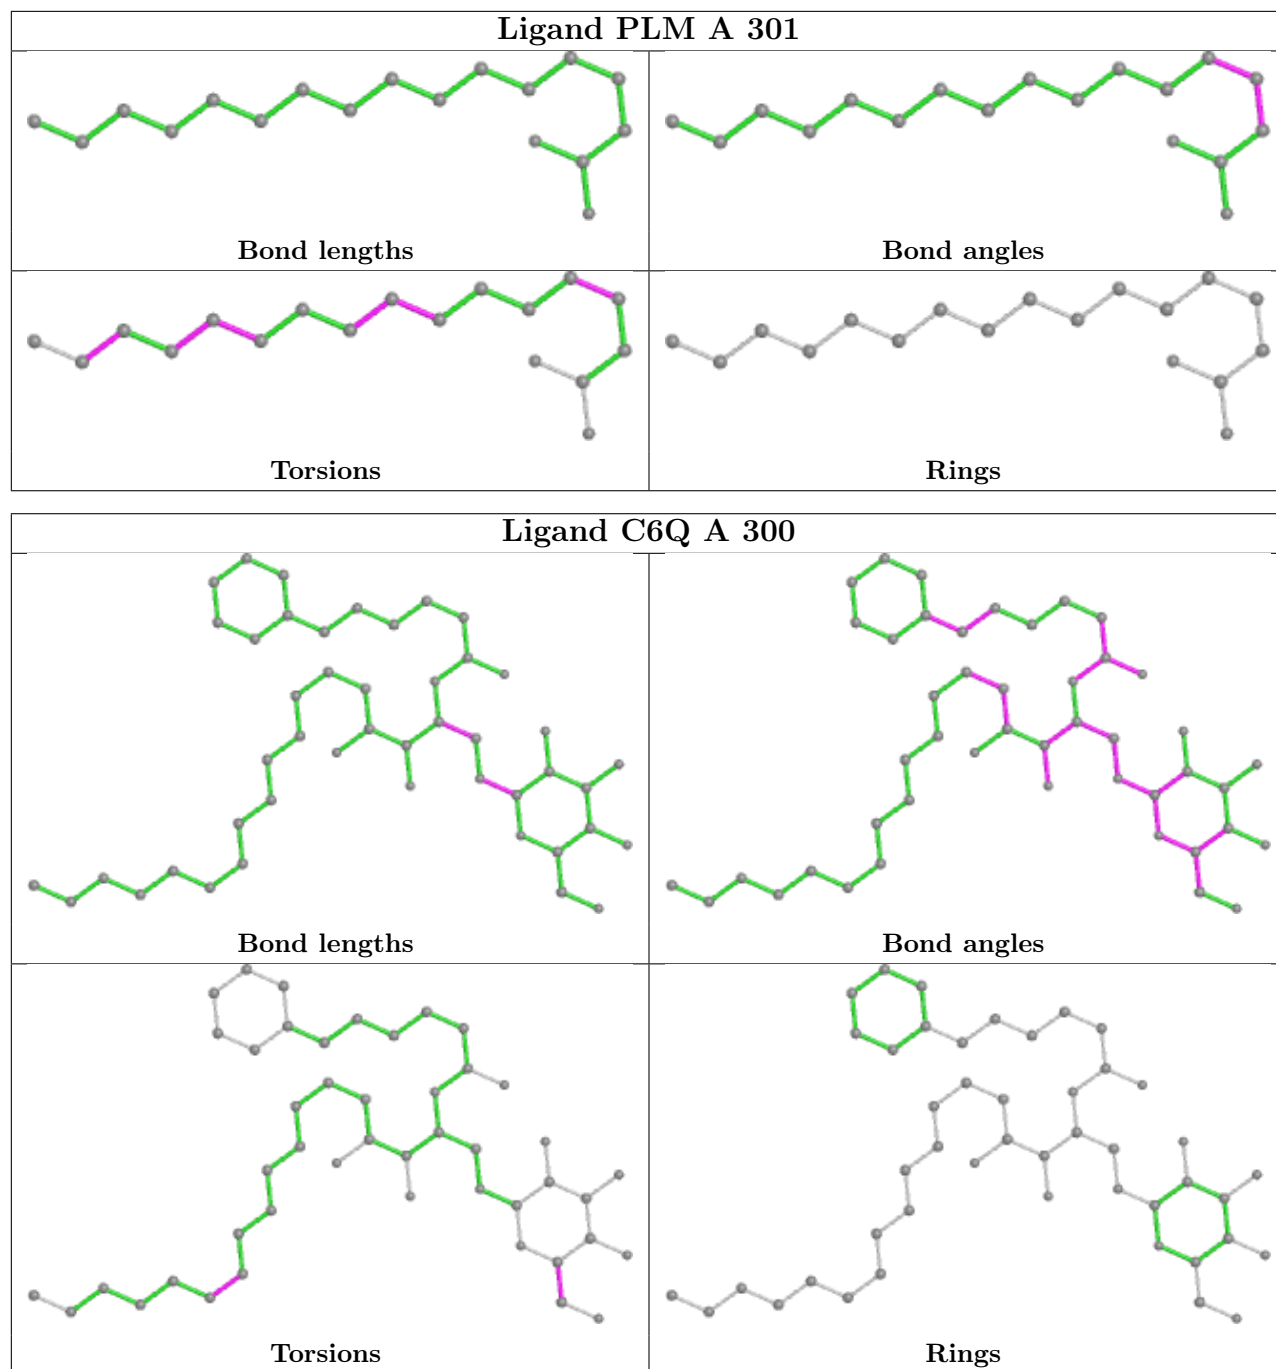 Ligand PLM A 301
Bond lengths
Bond angles
Torsions
Rings
Ligand C6Q A 300
Bond lengths
Bond angles
Torsions
Rings